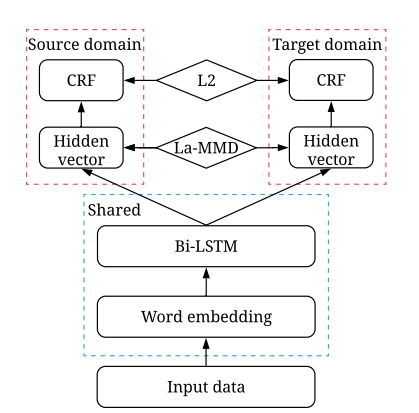 Source domain
Target domain
CRF
L2
CRF
Hidden
vector
La-MMD
Hidden
vector
Shared
Bi-LSTM
Word embedding
Input data